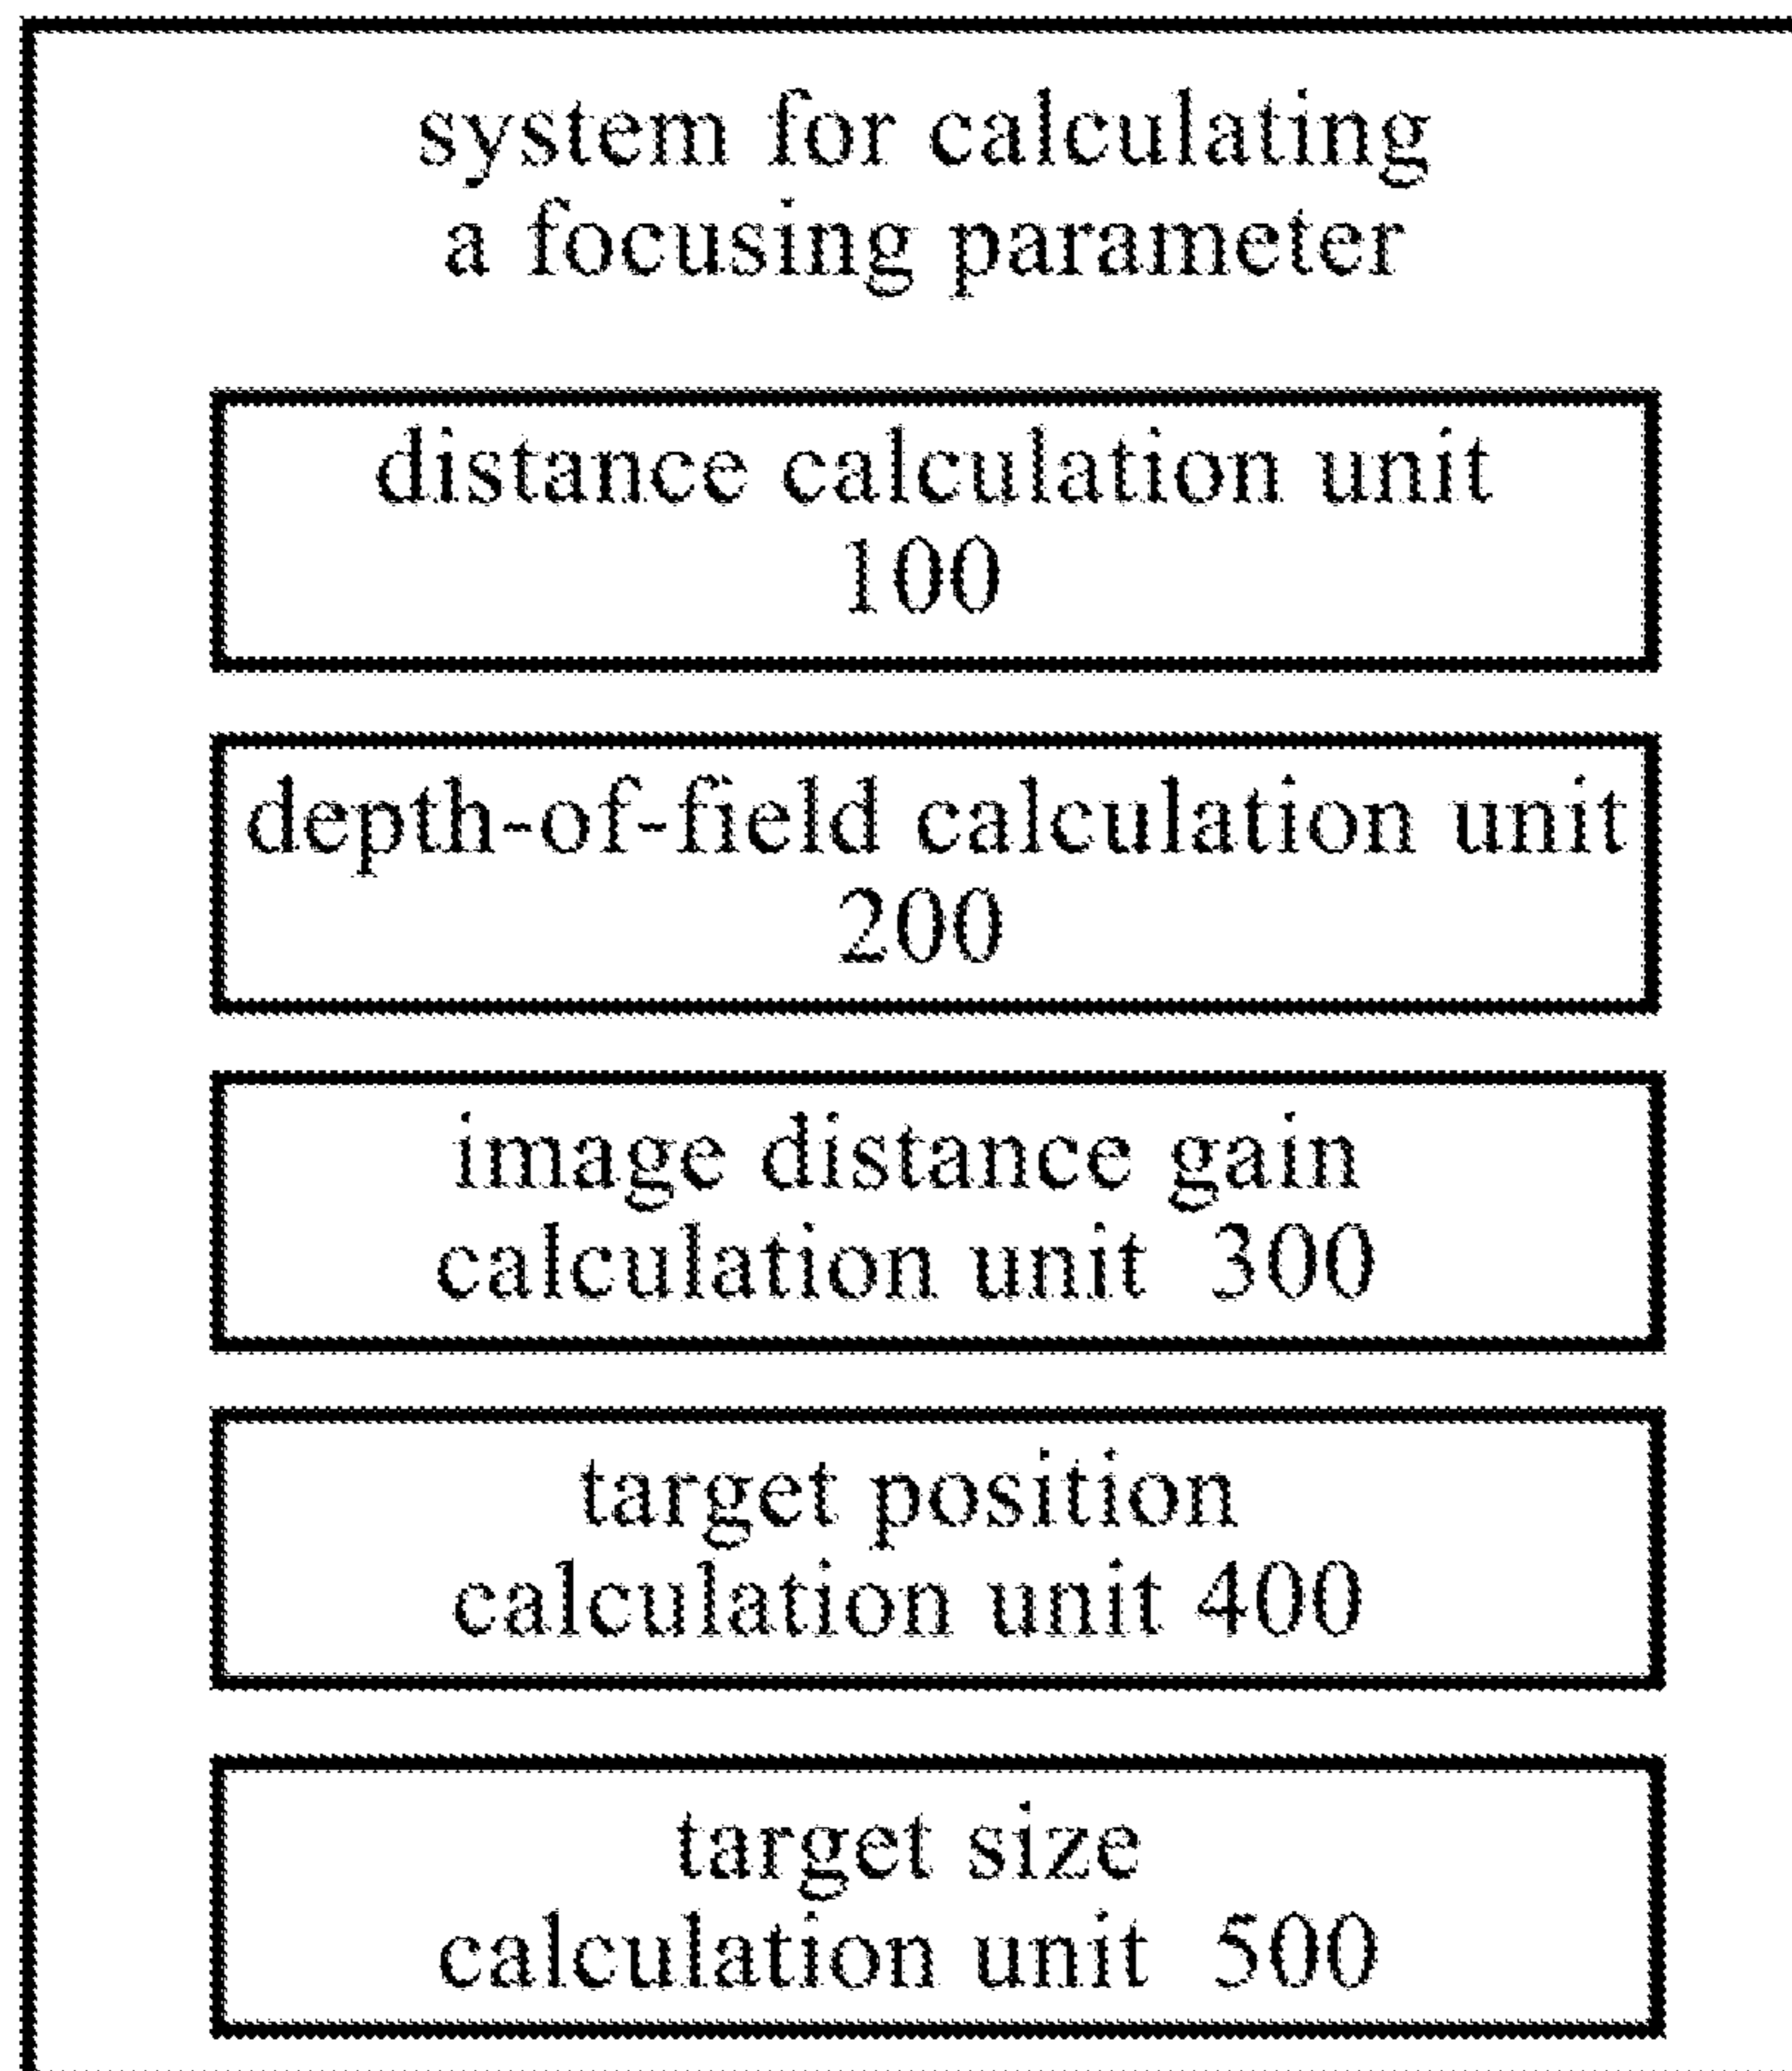 system for calculating
a focusing parameter
distance calculation unit
100
depth-of-field calculation unit
200
image distance gain
calculation unit 300
target position
calculation unit 400
target size
calculation unit 500